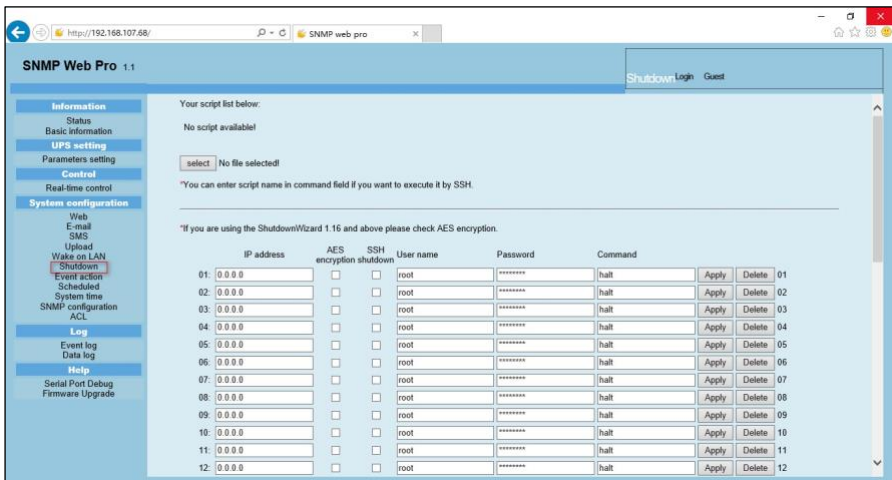 http://192.168.107.68/
SNMP web pro
SNMP Web Pro 1.1
Shutdown Login Guest
Information
Status
Basic information
UPS setting
Parameters setting
Control
Real-time control
System configuration
Web
E-mail
SMS
Upload
Wake on LAN
Shutdown
Event action
Scheduled
System time
SNMP configuration
ACL
Log
Event log
Data log
Help
Serial Port Debug
Firmware Upgrade
Your script list below:
No script available!
select No file selected!
*You can enter script name in command field if you want to execute it by SSH.
*If you are using the ShutdownWizard 1.16 and above please check AES encryption.
IP address AES encryption SSH shutdown User name Password Command
01: 0.0.0.0 root ******** halt Apply Delete 01
02: 0.0.0.0 root ******** halt Apply Delete 02
03: 0.0.0.0 root ******** halt Apply Delete 03
04: 0.0.0.0 root ******** halt Apply Delete 04
05: 0.0.0.0 root ******** halt Apply Delete 05
06: 0.0.0.0 root ******** halt Apply Delete 06
07: 0.0.0.0 root ******** halt Apply Delete 07
08: 0.0.0.0 root ******** halt Apply Delete 08
09: 0.0.0.0 root ******** halt Apply Delete 09
10: 0.0.0.0 root ******** halt Apply Delete 10
11: 0.0.0.0 root ******** halt Apply Delete 11
12: 0.0.0.0 root ******** halt Apply Delete 12